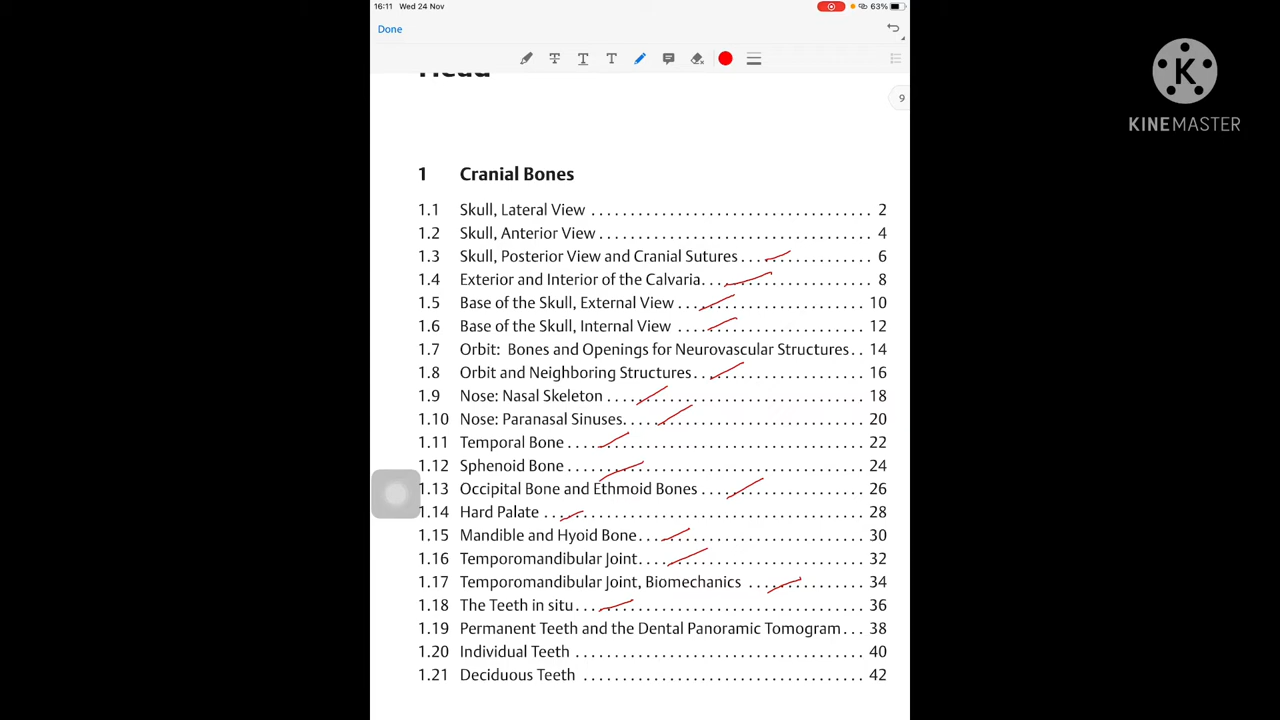 16:11 Wed 24 Nov 63%
Done
T T T
Head
9
K
KINEMASTER
1 Cranial Bones
1.1 Skull, Lateral View . . . . . . . . . . . . . . . . . . . . . . . . . . . . . . . . . . . . 2
1.2 Skull, Anterior View . . . . . . . . . . . . . . . . . . . . . . . . . . . . . . . . . . . 4
1.3 Skull, Posterior View and Cranial Sutures . . . . . . . . . . . . . . . . . 6
1.4 Exterior and Interior of the Calvaria. . . . . . . . . . . . . . . . . . . . . . 8
1.5 Base of the Skull, External View . . . . . . . . . . . . . . . . . . . . . . . . 10
1.6 Base of the Skull, Internal View . . . . . . . . . . . . . . . . . . . . . . . . 12
1.7 Orbit: Bones and Openings for Neurovascular Structures. . 14
1.8 Orbit and Neighboring Structures. . . . . . . . . . . . . . . . . . . . . . 16
1.9 Nose: Nasal Skeleton . . . . . . . . . . . . . . . . . . . . . . . . . . . . . . . . . 18
1.10 Nose: Paranasal Sinuses. . . . . . . . . . . . . . . . . . . . . . . . . . . . . . . 20
1.11 Temporal Bone . . . . . . . . . . . . . . . . . . . . . . . . . . . . . . . . . . . . . . 22
1.12 Sphenoid Bone . . . . . . . . . . . . . . . . . . . . . . . . . . . . . . . . . . . . . . 24
1.13 Occipital Bone and Ethmoid Bones . . . . . . . . . . . . . . . . . . . . . 26
1.14 Hard Palate . . . . . . . . . . . . . . . . . . . . . . . . . . . . . . . . . . . . . . . . . 28
1.15 Mandible and Hyoid Bone . . . . . . . . . . . . . . . . . . . . . . . . . . . . . 30
1.16 Temporomandibular Joint. . . . . . . . . . . . . . . . . . . . . . . . . . . . . 32
1.17 Temporomandibular Joint, Biomechanics . . . . . . . . . . . . . . . 34
1.18 The Teeth in situ . . . . . . . . . . . . . . . . . . . . . . . . . . . . . . . . . . . . . 36
1.19 Permanent Teeth and the Dental Panoramic Tomogram . . . 38
1.20 Individual Teeth . . . . . . . . . . . . . . . . . . . . . . . . . . . . . . . . . . . . . 40
1.21 Deciduous Teeth . . . . . . . . . . . . . . . . . . . . . . . . . . . . . . . . . . . . 42